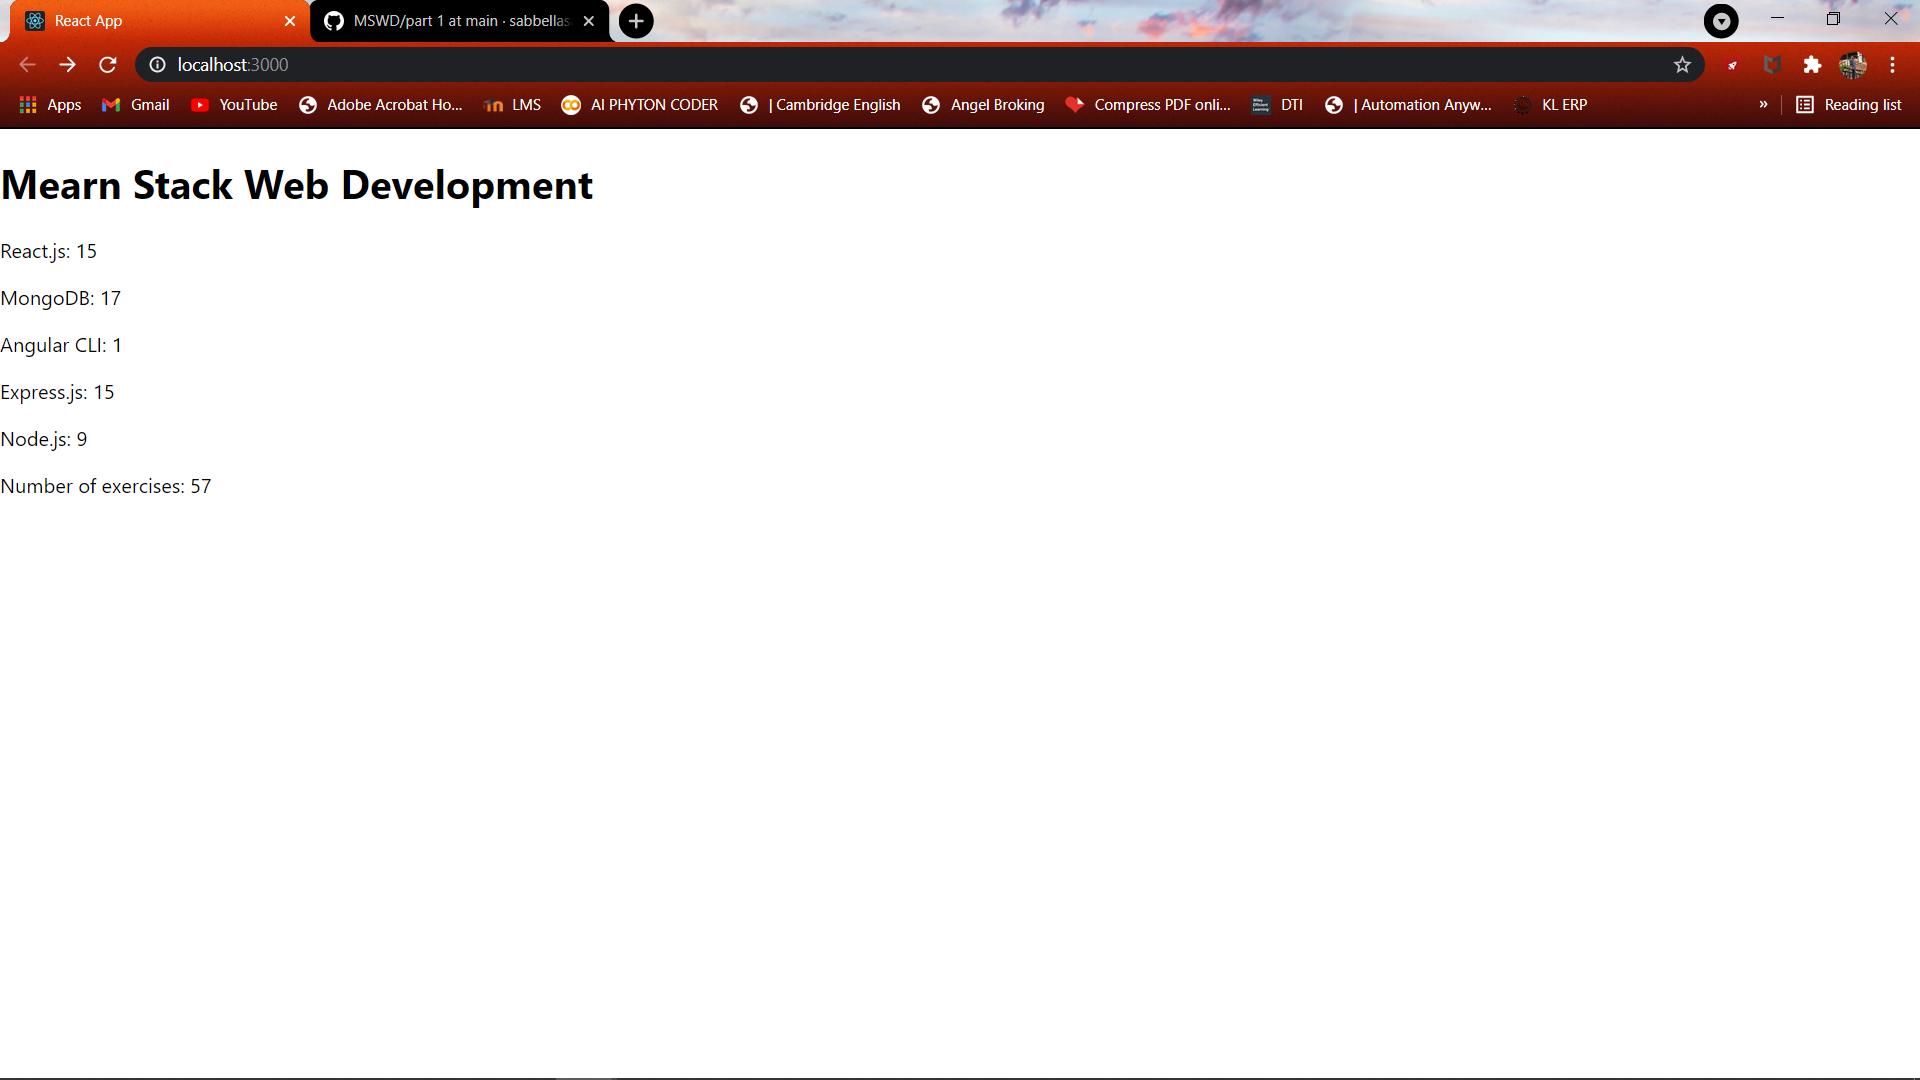 React App
MSWD/part 1 at main · sabbellas
localhost:3000
Apps Gmail YouTube Adobe Acrobat Ho... LMS AI PHYTON CODER | Cambridge English Angel Broking Compress PDF onli... DTI | Automation Anyw... KL ERP » Reading list
Mearn Stack Web Development
React.js: 15
MongoDB: 17
Angular CLI: 1
Express.js: 15
Node.js: 9
Number of exercises: 57